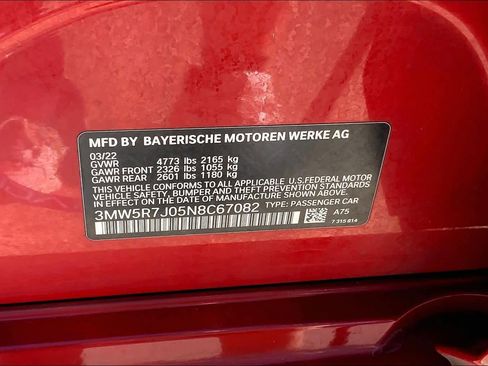 MFD BY BAYERISCHE MOTOREN WERKE AG
03/22
GVWR 4773 lbs 2165 kg
GAWR FRONT 2326 lbs 1055 kg
GAWR REAR 2601 lbs 1180 kg
THIS VEHICLE CONFORMS TO ALL APPLICABLE U.S.FEDERAL MOTOR
VEHICLE SAFETY, BUMPER AND THEFT PREVENTION STANDARDS
IN EFFECT ON THE DATE OF MANUFACTURE SHOWN ABOVE.
3MW5R7J05N8C67082 TYPE: PASSENGER CAR
A75
7 315 614